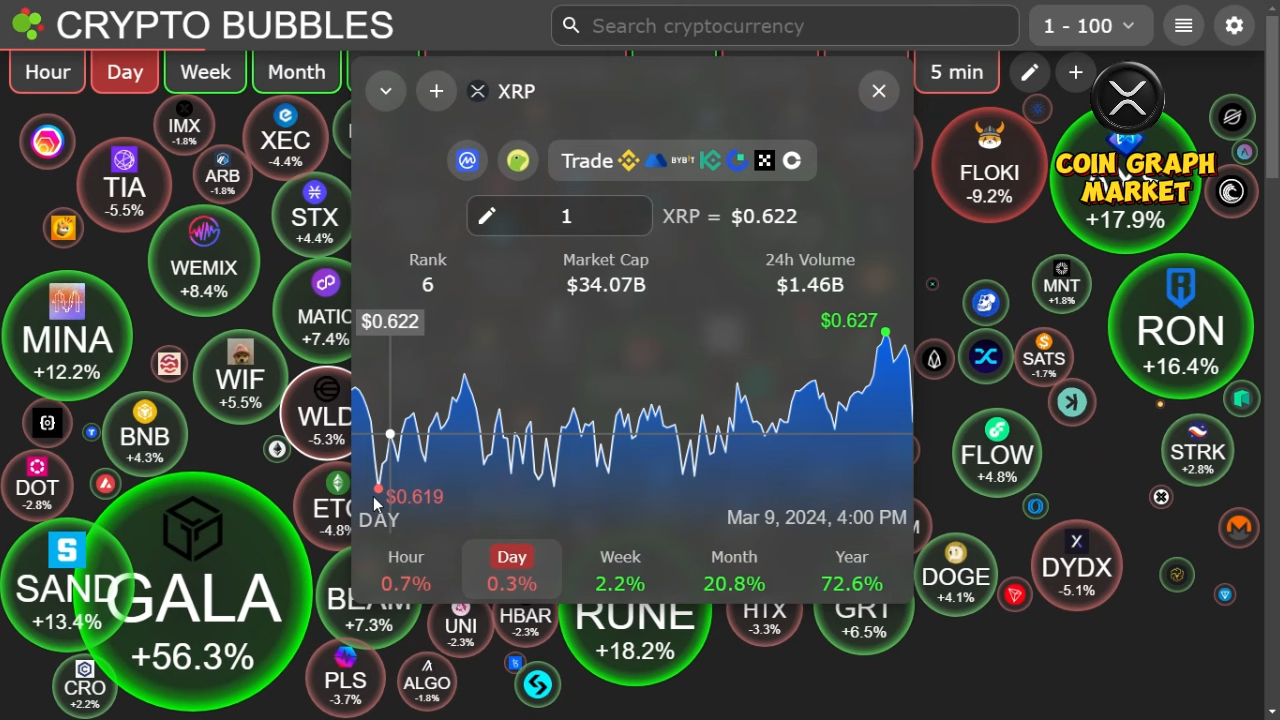 CRYPTO BUBBLES
Search cryptocurrency
1 - 100
Hour
Day
Week
Month
5 min
XRP
Trade
BYBIT
1
XRP = $0.622
Rank
6
Market Cap
$34.07B
24h Volume
$1.46B
$0.622
$0.627
$0.619
DAY
Mar 9, 2024, 4:00 PM
Hour
0.7%
Day
0.3%
Week
2.2%
Month
20.8%
Year
72.6%
COIN GRAPH
MARKET
+17.9%
IMX
-1.8%
XEC
-4.4%
TIA
-5.5%
ARB
-1.8%
STX
+4.4%
WEMIX
+8.4%
MATIC
+7.4%
MINA
+12.2%
WIF
+5.5%
WLD
-5.3%
BNB
+4.3%
DOT
-2.8%
ETC
-4.8%
SAND
+13.4%
GALA
+56.3%
BEAM
+7.3%
UNI
-2.3%
HBAR
-2.3%
RUNE
+18.2%
HTX
-3.3%
GRT
+6.5%
CRO
+2.2%
PLS
-3.7%
ALGO
-1.8%
FLOKI
-9.2%
MNT
+1.8%
RON
+16.4%
SATS
-1.7%
FLOW
+4.8%
STRK
+2.8%
DOGE
+4.1%
DYDX
-5.1%